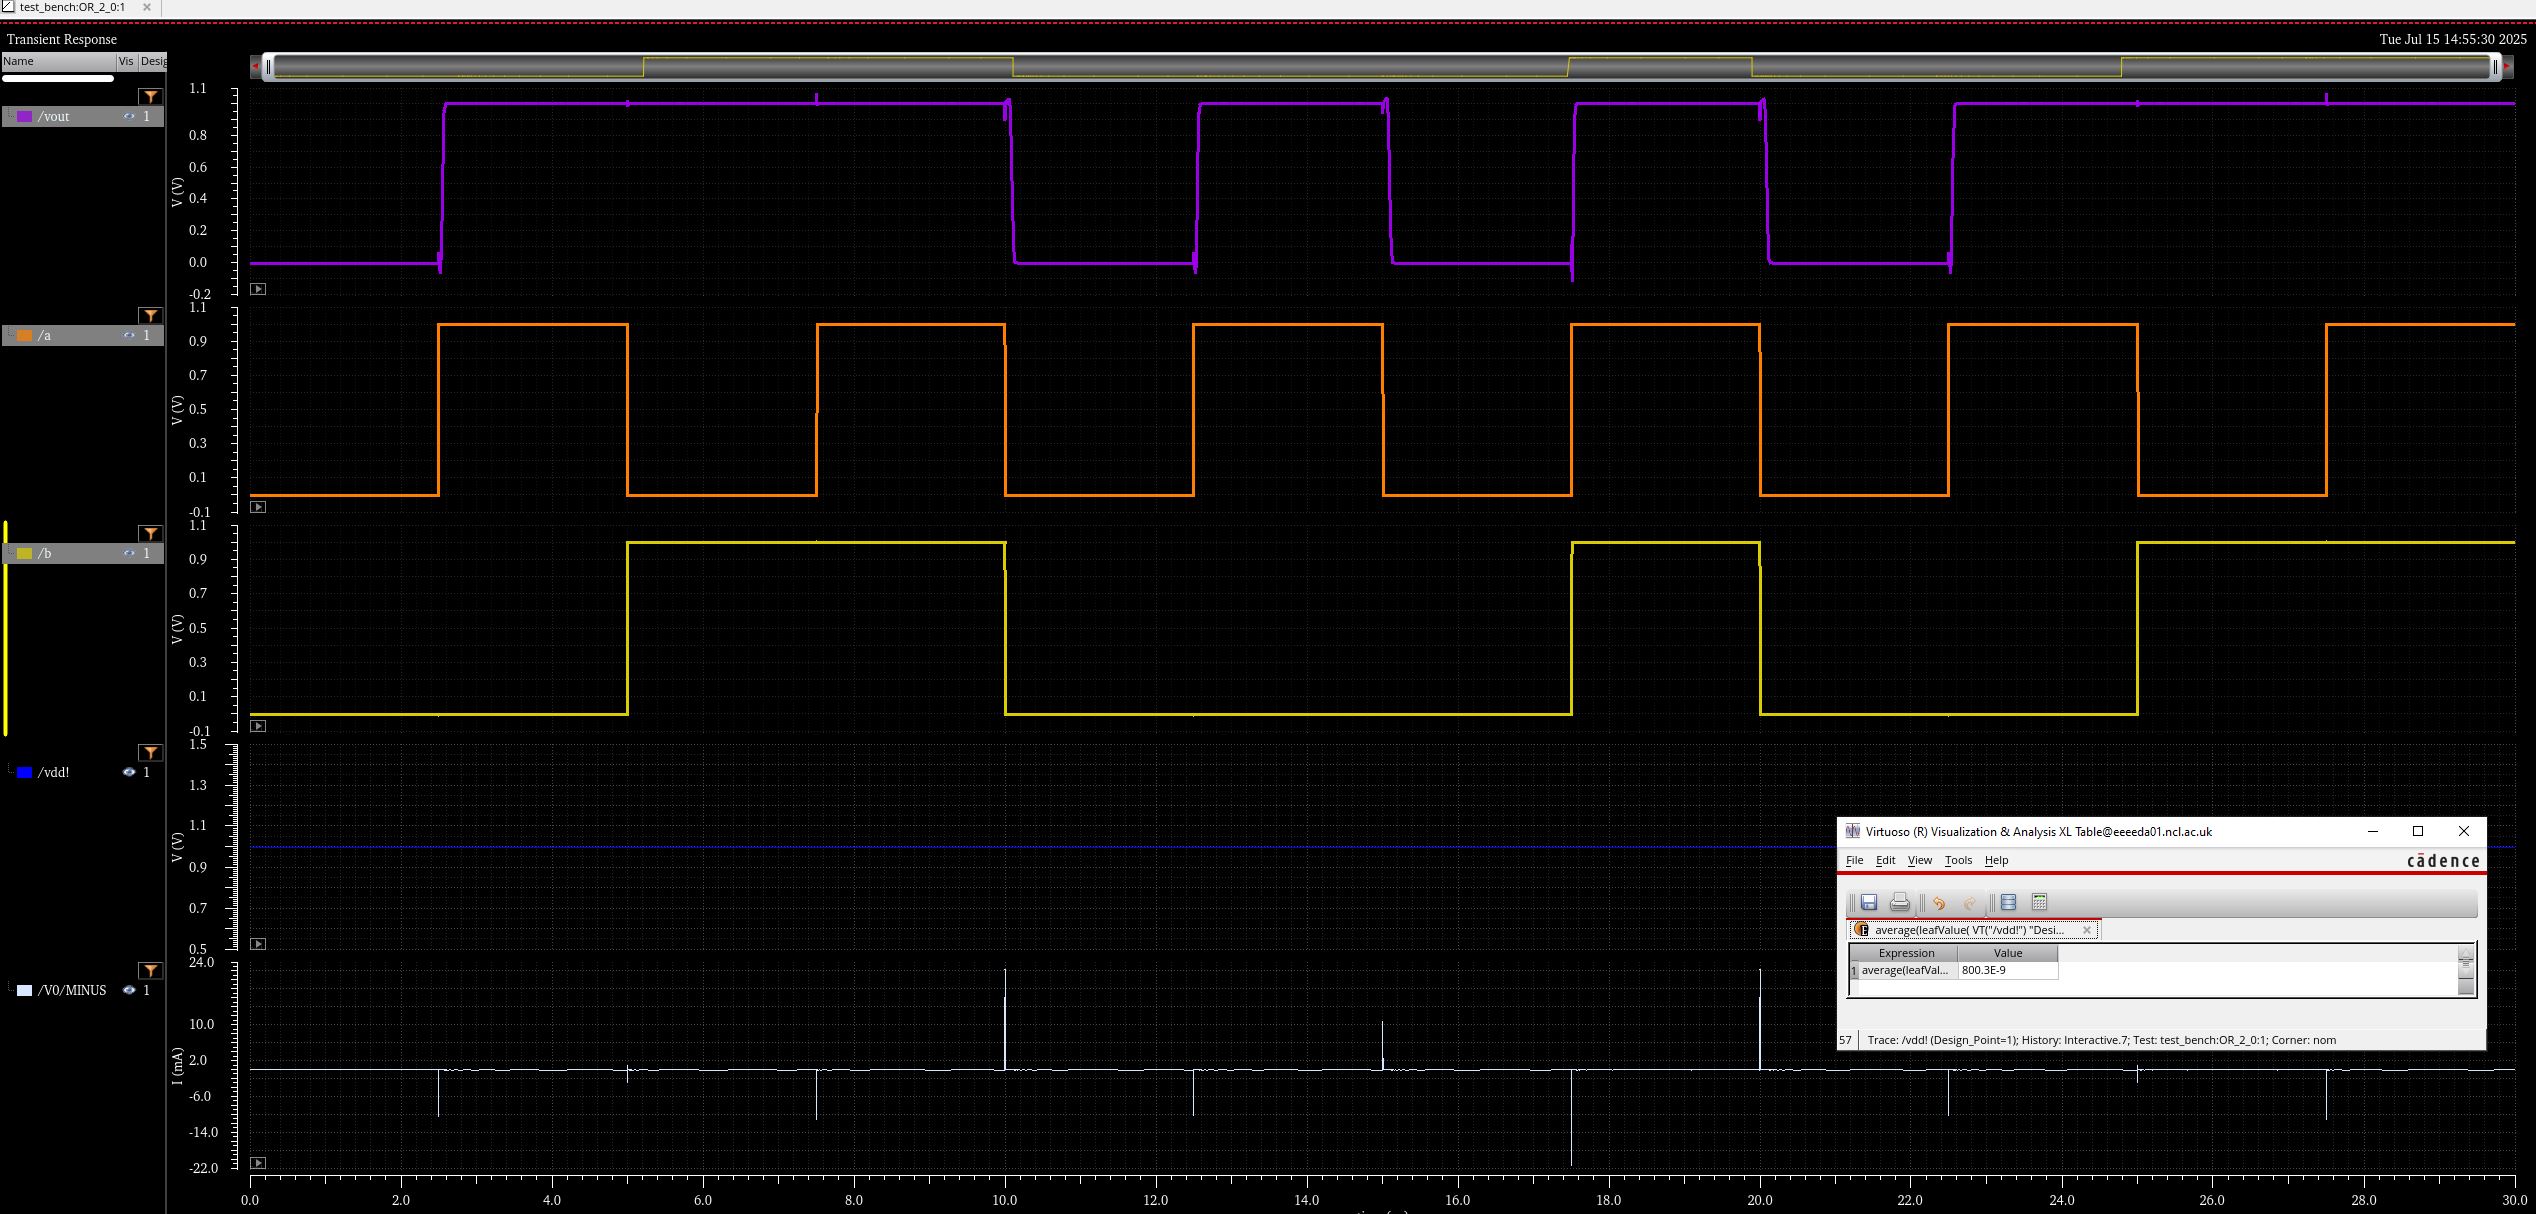 test_bench:OR_2_0:1
Transient Response
Tue Jul 15 14:55:30 2025
Name Vis Desig
/vout 1
1.1
0.8
0.6
0.4
0.2
0.0
-0.2
V (V)
/a 1
1.1
0.9
0.7
0.5
0.3
0.1
-0.1
V (V)
/b 1
1.1
0.9
0.7
0.5
0.3
0.1
-0.1
V (V)
/vdd! 1
1.5
1.3
1.1
0.9
0.7
0.5
V (V)
Virtuoso (R) Visualization & Analysis XL Table@eeeeda01.ncl.ac.uk
File Edit View Tools Help
cādence
average(leafValue( VT("/vdd!") "Desi...
Expression Value
1 average(leafVal... 800.3E-9
57 Trace: /vdd! (Design_Point=1); History: Interactive.7; Test: test_bench:OR_2_0:1; Corner: nom
/V0/MINUS 1
24.0
10.0
2.0
-6.0
-14.0
-22.0
I (mA)
0.0 2.0 4.0 6.0 8.0 10.0 12.0 14.0 16.0 18.0 20.0 22.0 24.0 26.0 28.0 30.0